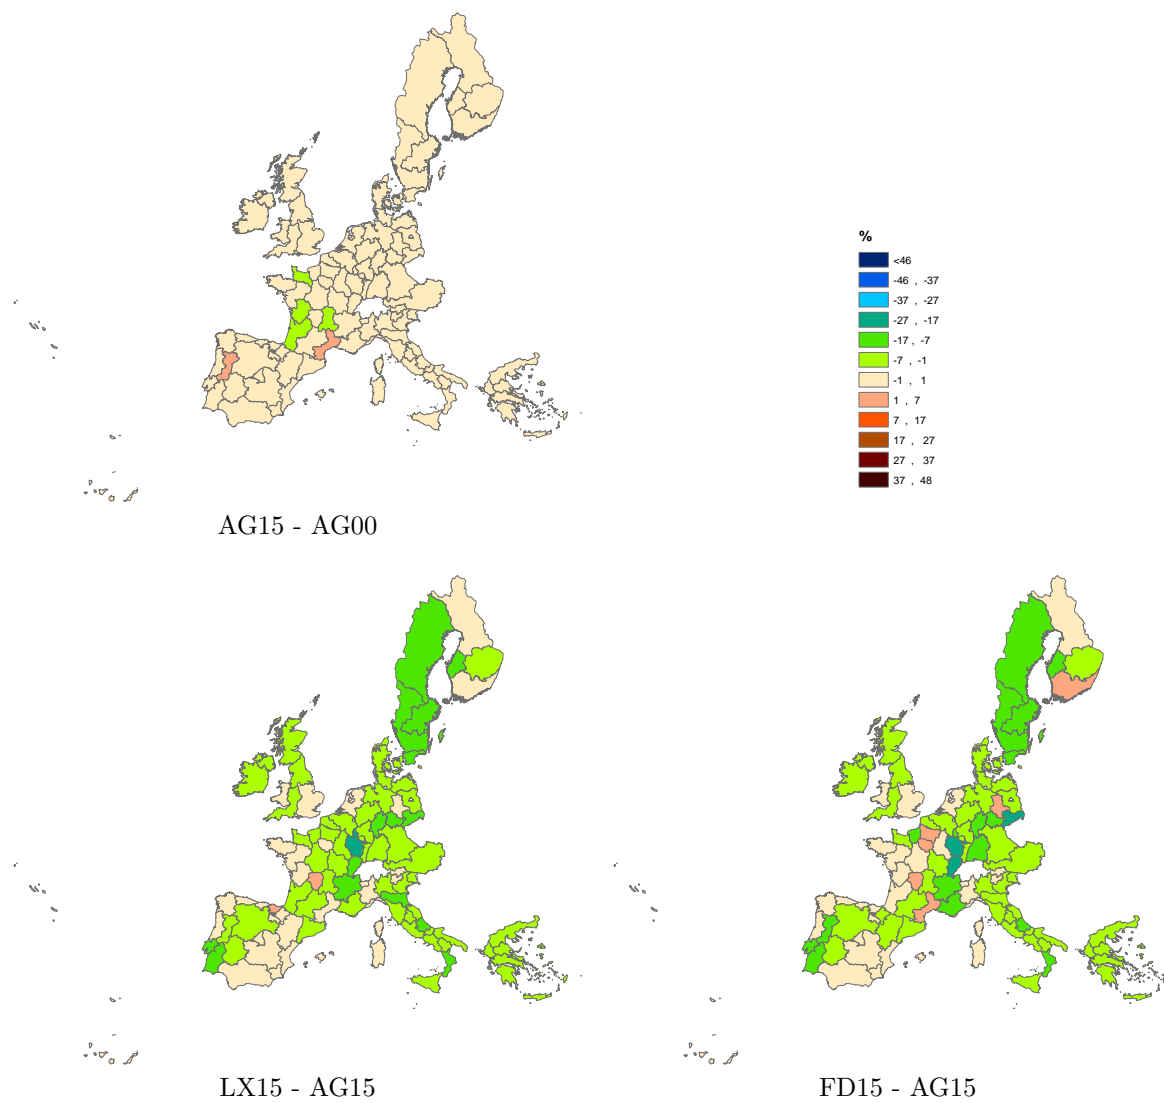 %
<46
-46 , -37
-37 , -27
-27 , -17
-17 , -7
-7 , -1
-1 , 1
1 , 7
7 , 17
17 , 27
27 , 37
37 , 48
AG15 - AG00
LX15 - AG15
FD15 - AG15